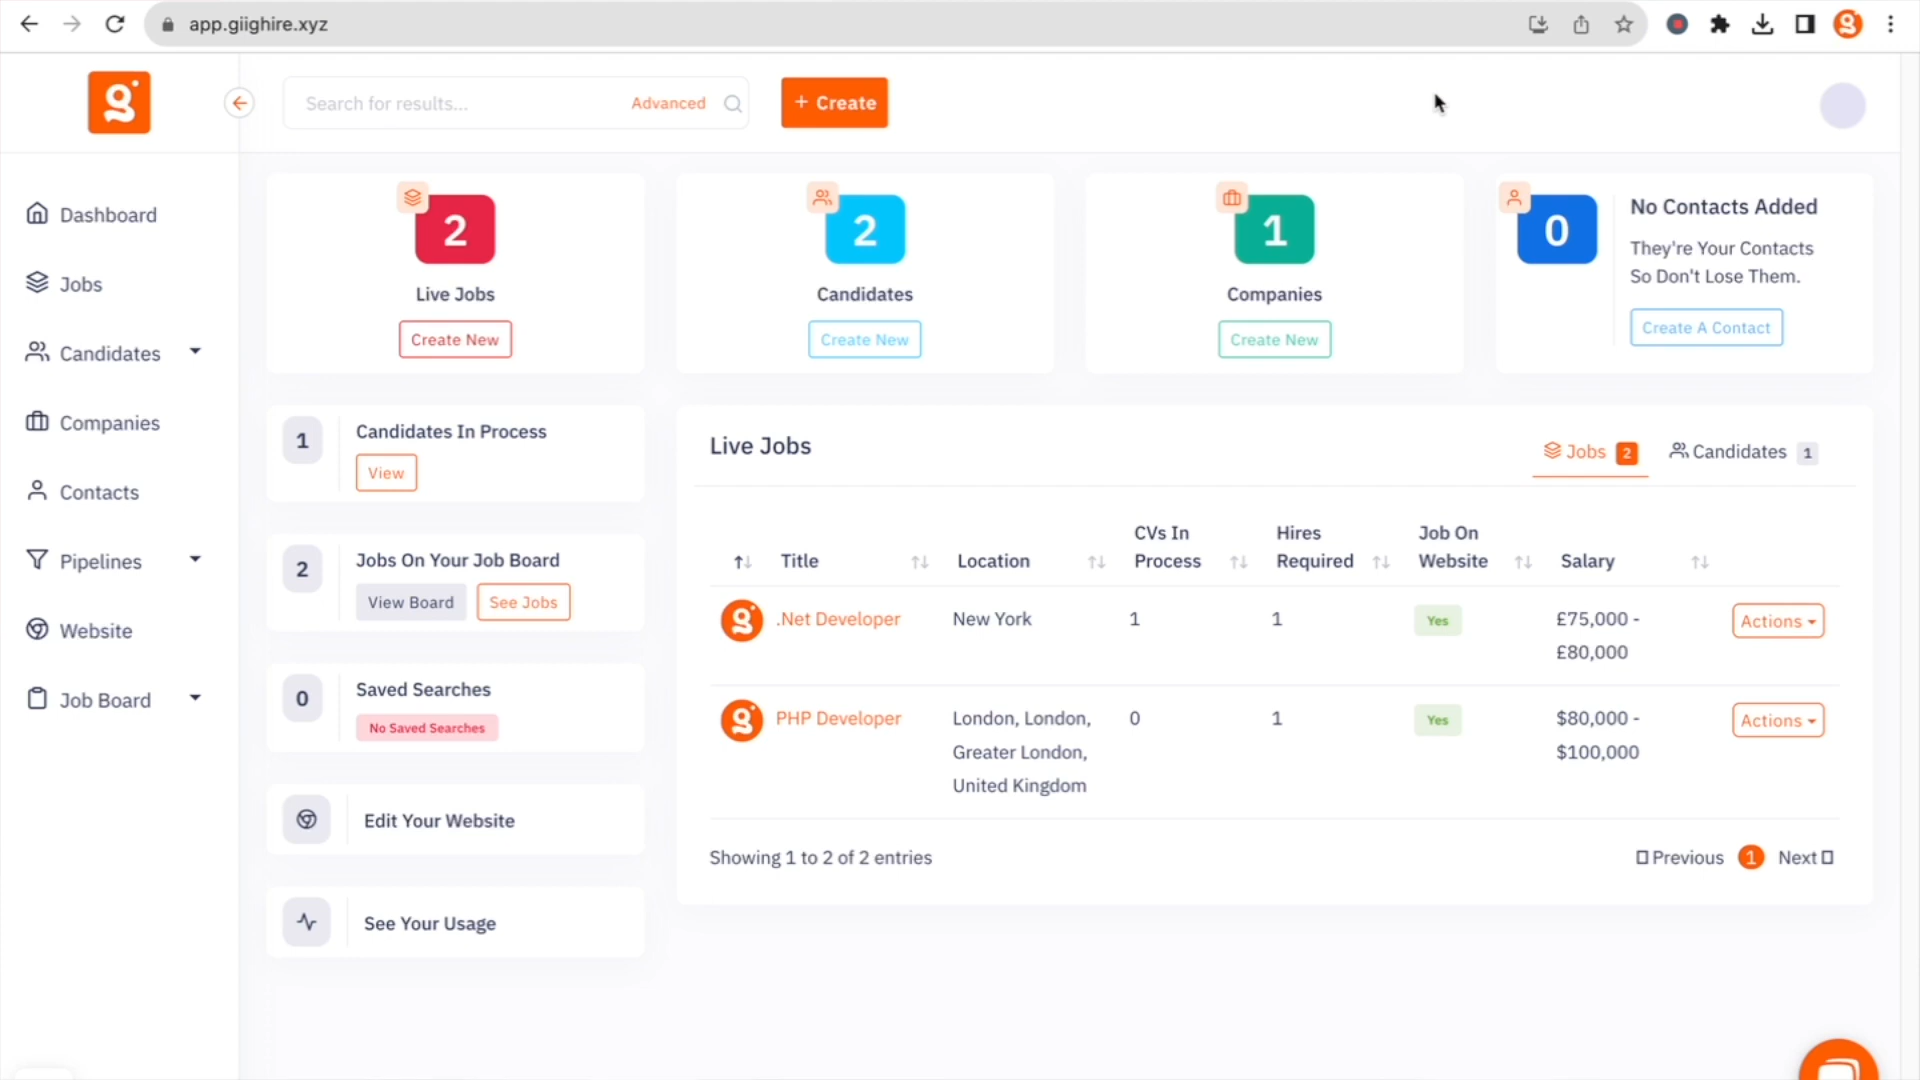 app.giighire.xyz
Search for results...
Advanced
+ Create
Dashboard
Jobs
Candidates
Companies
Contacts
Pipelines
Website
Job Board
2
Live Jobs
Create New
2
Candidates
Create New
1
Companies
Create New
0
No Contacts Added
They're Your Contacts
So Don't Lose Them.
Create A Contact
1
Candidates In Process
View
2
Jobs On Your Job Board
View Board
See Jobs
0
Saved Searches
No Saved Searches
Edit Your Website
See Your Usage
Live Jobs
Jobs 2
Candidates 1
Title
Location
CVs In
Process
Hires
Required
Job On
Website
Salary
.Net Developer
New York
1
1
Yes
£75,000 -
£80,000
Actions
PHP Developer
London, London,
Greater London,
United Kingdom
0
1
Yes
$80,000 -
$100,000
Actions
Showing 1 to 2 of 2 entries
Previous
1
Next